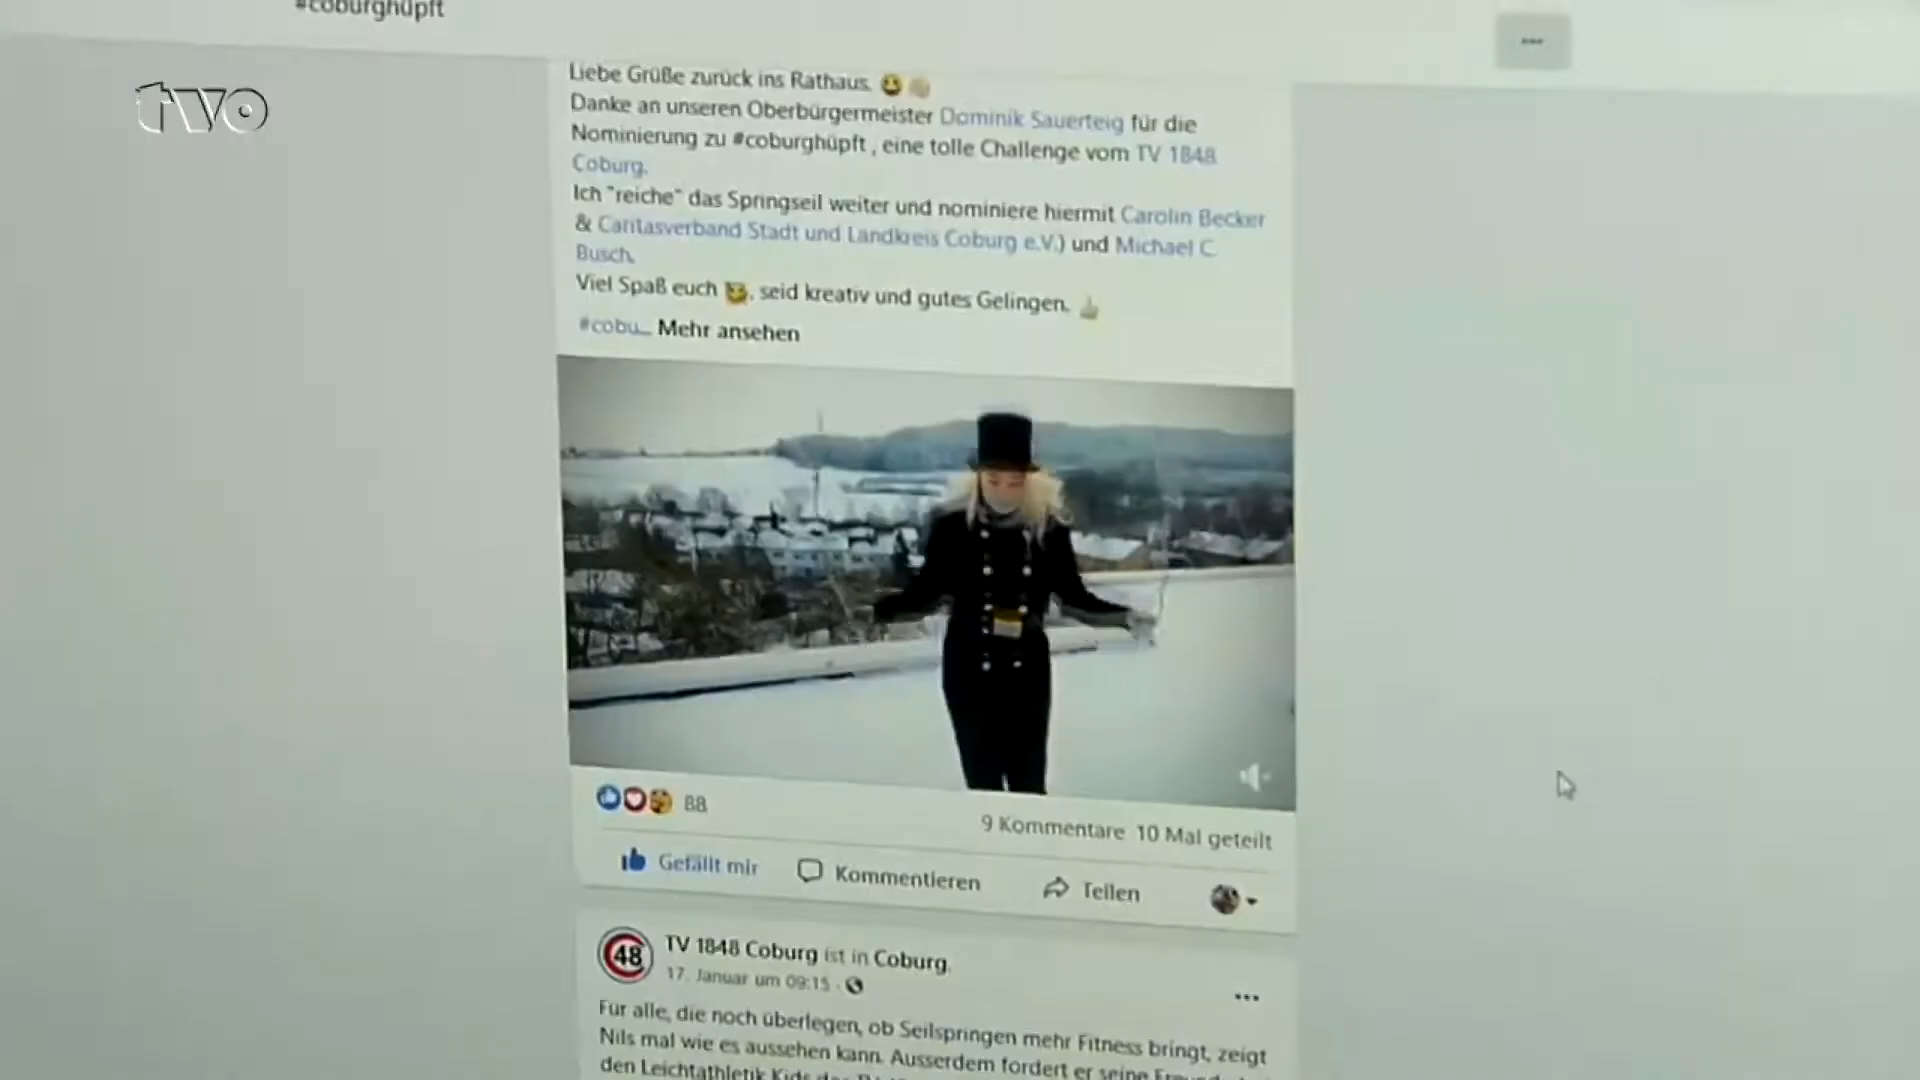 #coburghüpft
tvo
Liebe Grüße zurück ins Rathaus.
Danke an unseren Oberbürgermeister Dominik Sauerteig für die
Nominierung zu #coburghüpft , eine tolle Challenge vom TV 1848
Coburg.
Ich "reiche" das Springseil weiter und nominiere hiermit Carolin Becker
& Caritasverband Stadt und Landkreis Coburg e.V.) und Michael C.
Busch.
Viel Spaß euch , seid kreativ und gutes Gelingen.
#cobu... Mehr ansehen
88
9 Kommentare 10 Mal geteilt
Gefällt mir Kommentieren Teilen
48
TV 1848 Coburg ist in Coburg.
17. Januar um 09:15 ·
Für alle, die noch überlegen, ob Seilspringen mehr Fitness bringt, zeigt
Nils mal wie es aussehen kann. Ausserdem fordert er seine
den Leichtathletik Kids